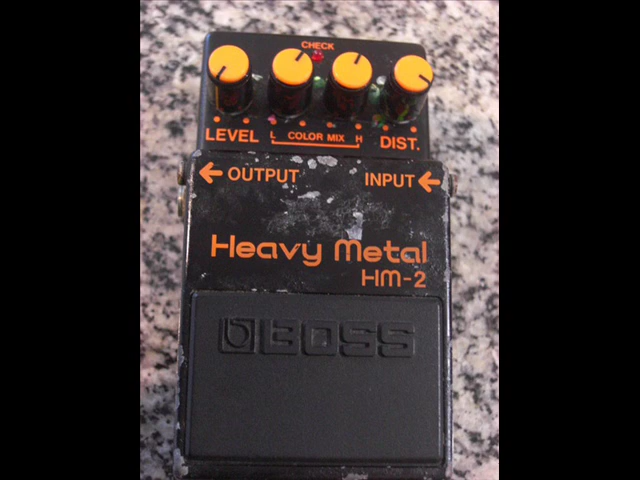 CHECK
LEVEL L COLOR MIX H DIST.
OUTPUT INPUT
Heavy Metal
HM-2
BOSS